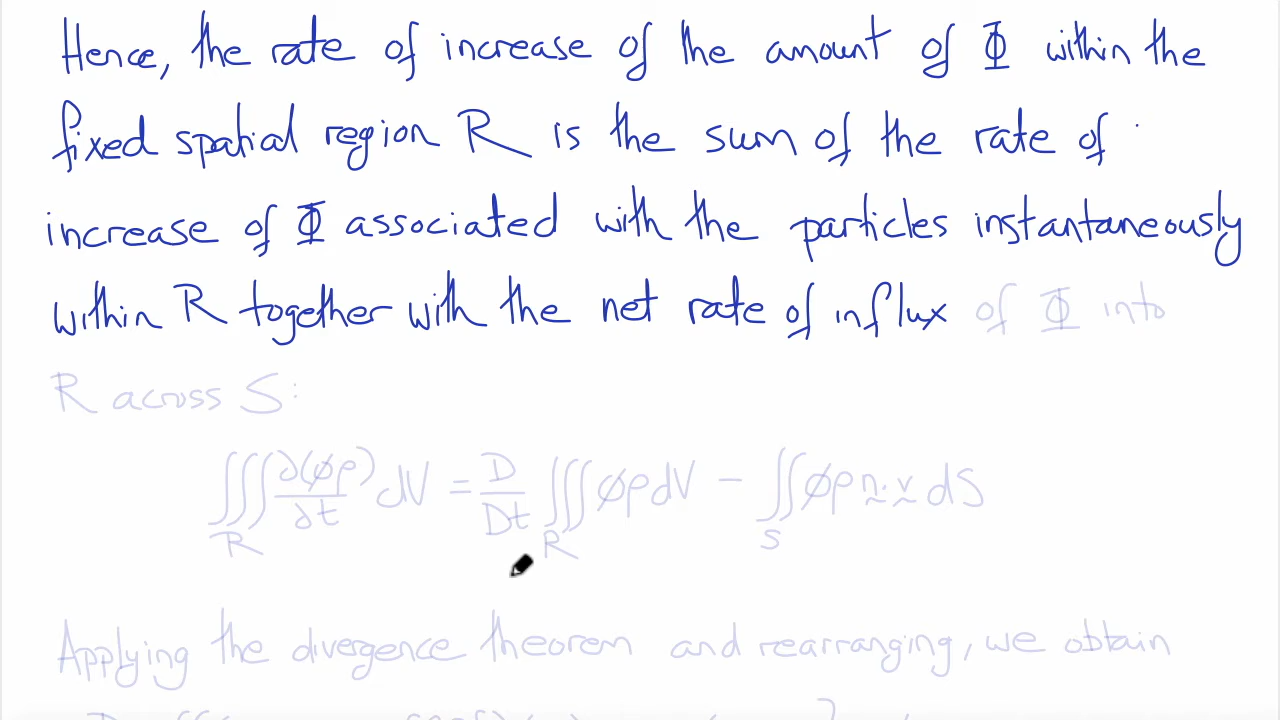 Hence, the rate of increase of the amount of Φ within the
fixed spatial region R is the sum of the rate of
increase of Φ associated with the particles instantaneously
within R together with the net rate of influx of Φ into
R across S:
∭_R ∂(φρ)/∂t dV = D/Dt ∭_R φρ dV − ∬_S φρ n·v dS
Applying the divergence theorem and rearranging, we obtain